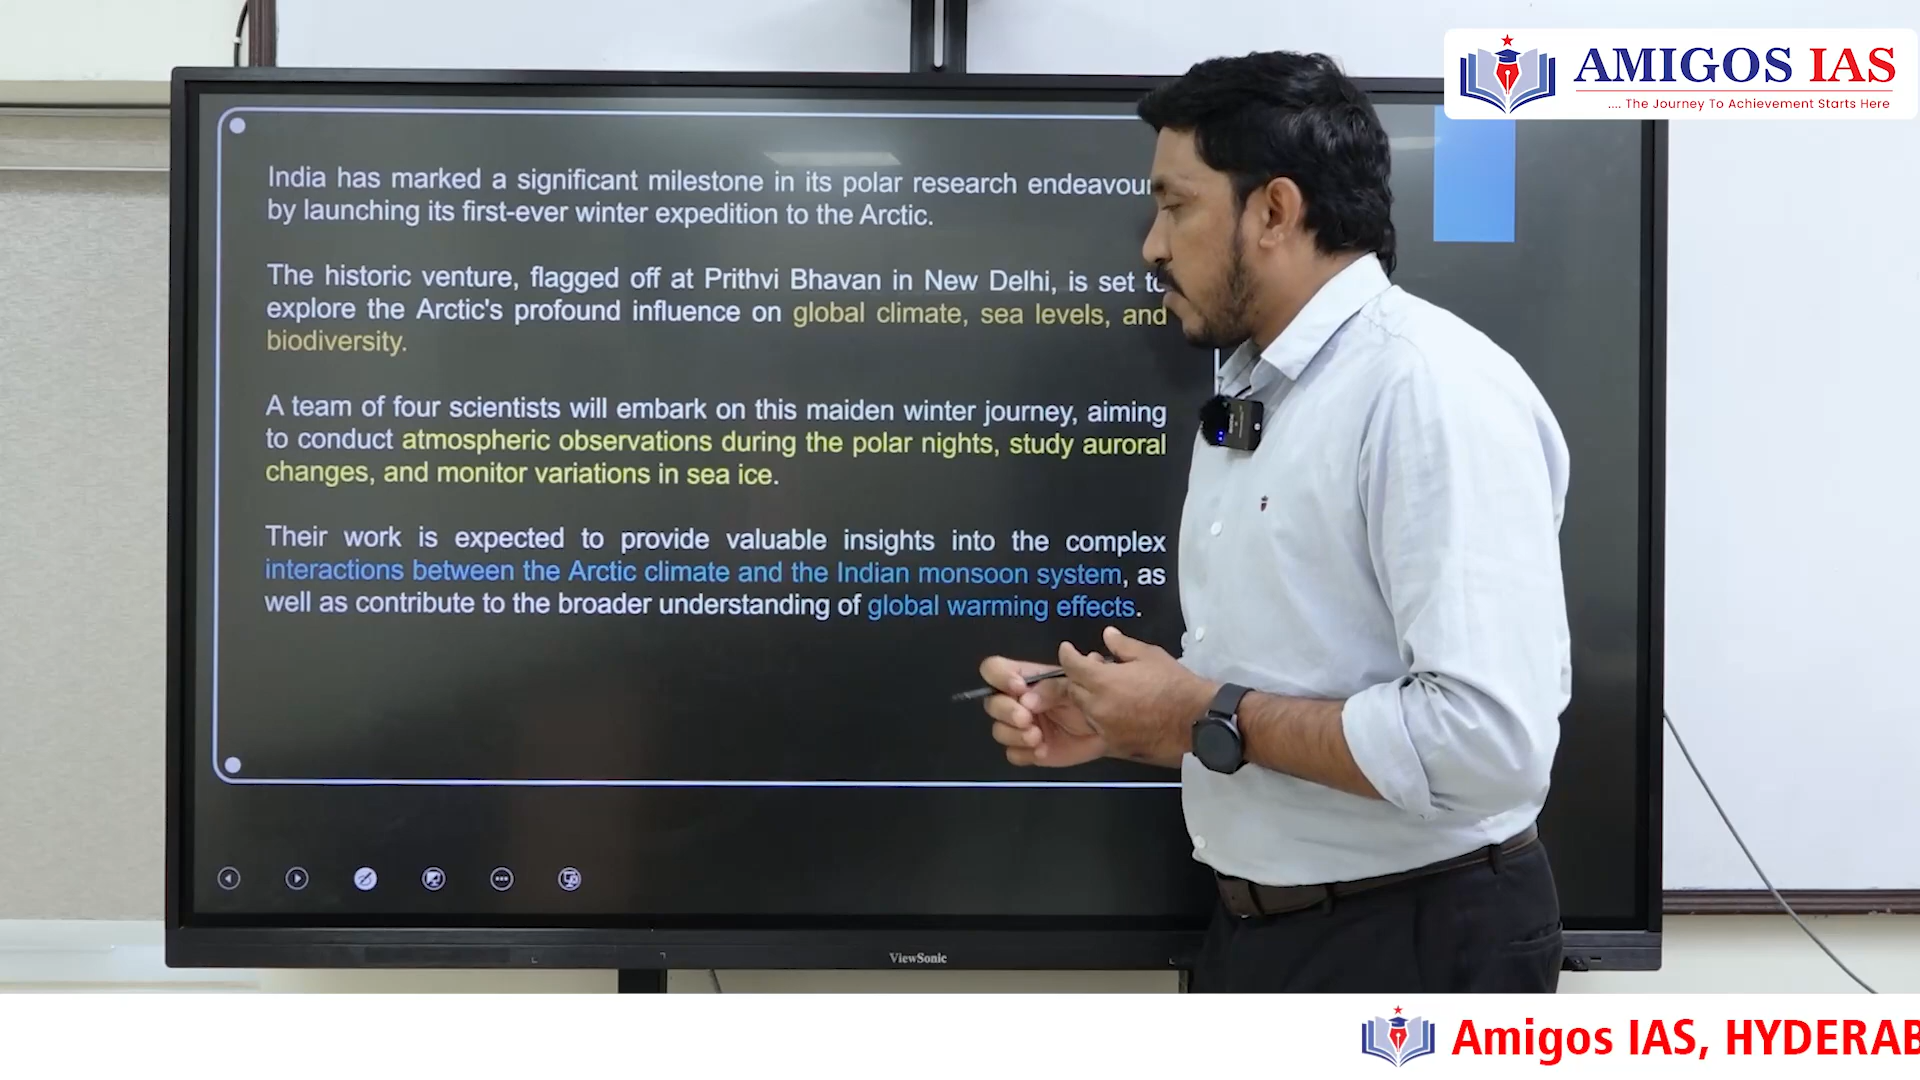 AMIGOS IAS
.... The Journey To Achievement Starts Here
India has marked a significant milestone in its polar research endeavour
by launching its first-ever winter expedition to the Arctic.
The historic venture, flagged off at Prithvi Bhavan in New Delhi, is set to
explore the Arctic's profound influence on global climate, sea levels, and
biodiversity.
A team of four scientists will embark on this maiden winter journey, aiming
to conduct atmospheric observations during the polar nights, study auroral
changes, and monitor variations in sea ice.
Their work is expected to provide valuable insights into the complex
interactions between the Arctic climate and the Indian monsoon system, as
well as contribute to the broader understanding of global warming effects.
ViewSonic
Amigos IAS, HYDERAB